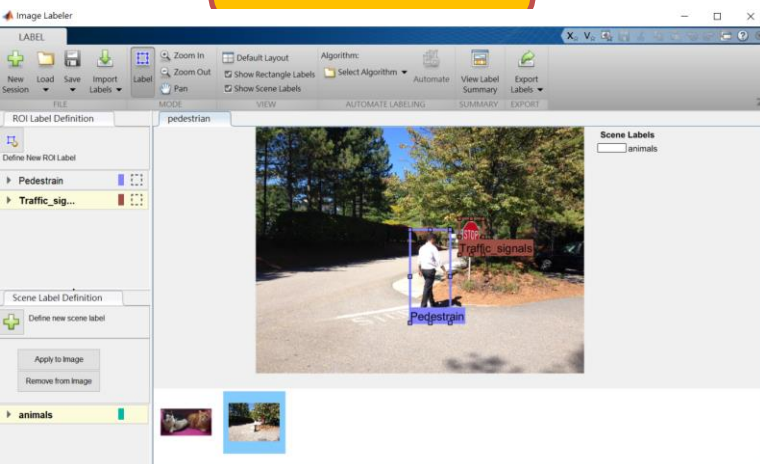 Image Labeler
LABEL
New Session
Load
Save
Import Labels
Label
Zoom In
Zoom Out
Pan
Default Layout
Show Rectangle Labels
Show Scene Labels
Algorithm:
Select Algorithm
Automate
View Label Summary
Export Labels
FILE
MODE
VIEW
AUTOMATE LABELING
SUMMARY
EXPORT
ROI Label Definition
Define New ROI Label
Pedestrain
Traffic_sig...
Scene Label Definition
Define new scene label
Apply to Image
Remove from Image
animals
pedestrian
STOP
Traffic_signals
Pedestrain
Scene Labels
animals